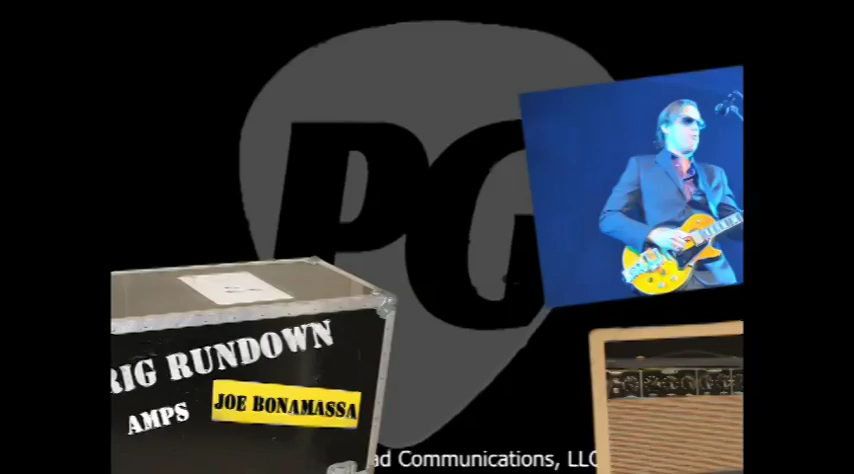 PG
RIG RUNDOWN
AMPS
JOE BONAMASSA
ad Communications, LLC